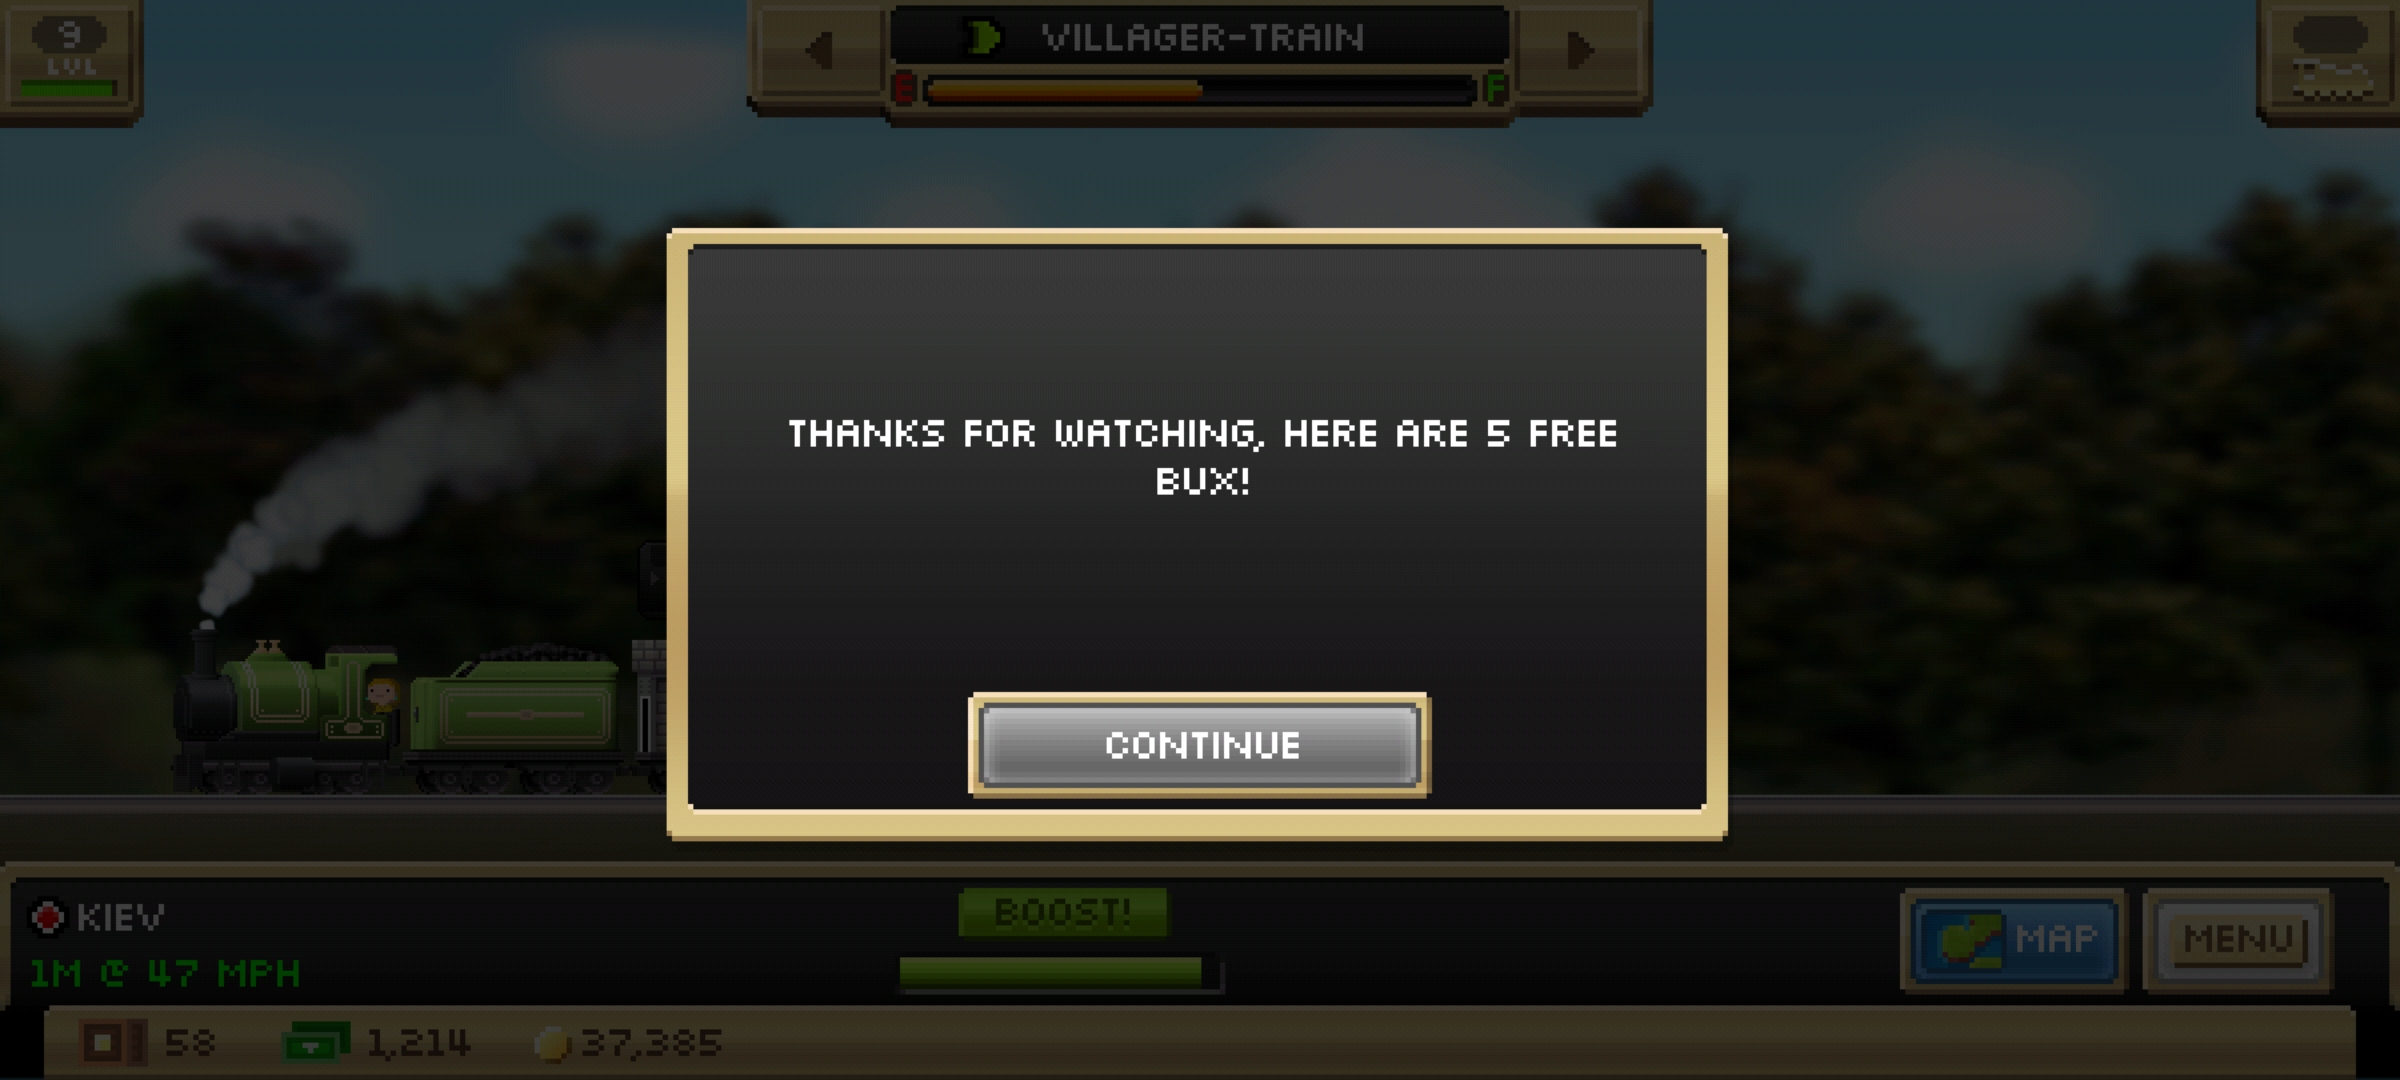 9
LVL
VILLAGER-TRAIN
E
F
THANKS FOR WATCHING, HERE ARE 5 FREE
BUX!
CONTINUE
KIEV
1M @ 47 MPH
BOOST!
MAP
MENU
58
1,214
37,385